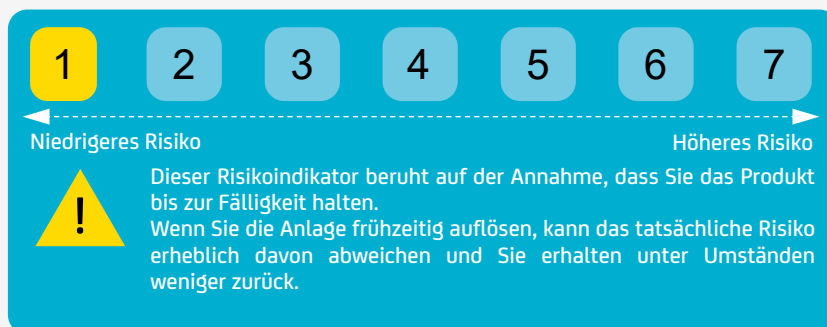 1 2 3 4 5 6 7
Niedrigeres Risiko Höheres Risiko
!
Dieser Risikoindikator beruht auf der Annahme, dass Sie das Produkt
bis zur Fälligkeit halten.
Wenn Sie die Anlage frühzeitig auflösen, kann das tatsächliche Risiko
erheblich davon abweichen und Sie erhalten unter Umständen
weniger zurück.